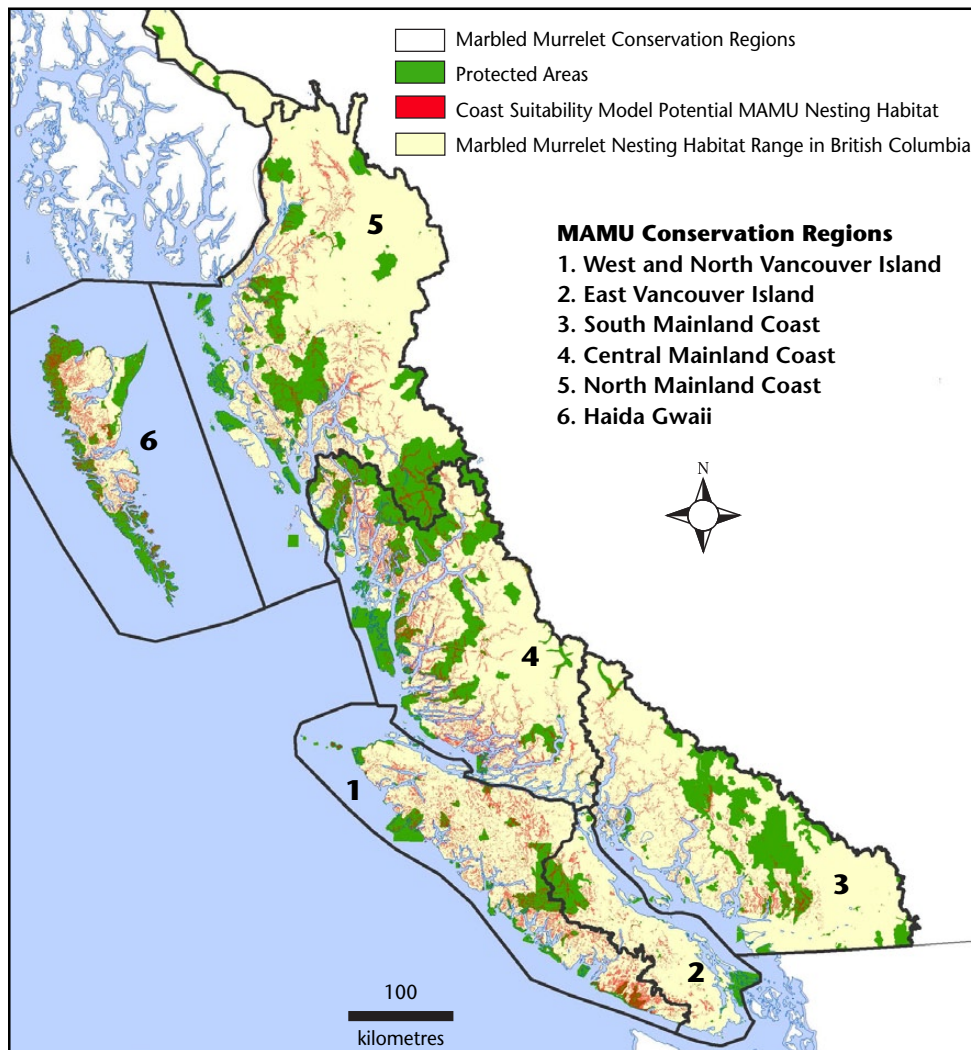 Marbled Murrelet Conservation Regions
Protected Areas
Coast Suitability Model Potential MAMU Nesting Habitat
Marbled Murrelet Nesting Habitat Range in British Columbia
MAMU Conservation Regions
1. West and North Vancouver Island
2. East Vancouver Island
3. South Mainland Coast
4. Central Mainland Coast
5. North Mainland Coast
6. Haida Gwaii
N
5
6
4
1
3
2
100
kilometres